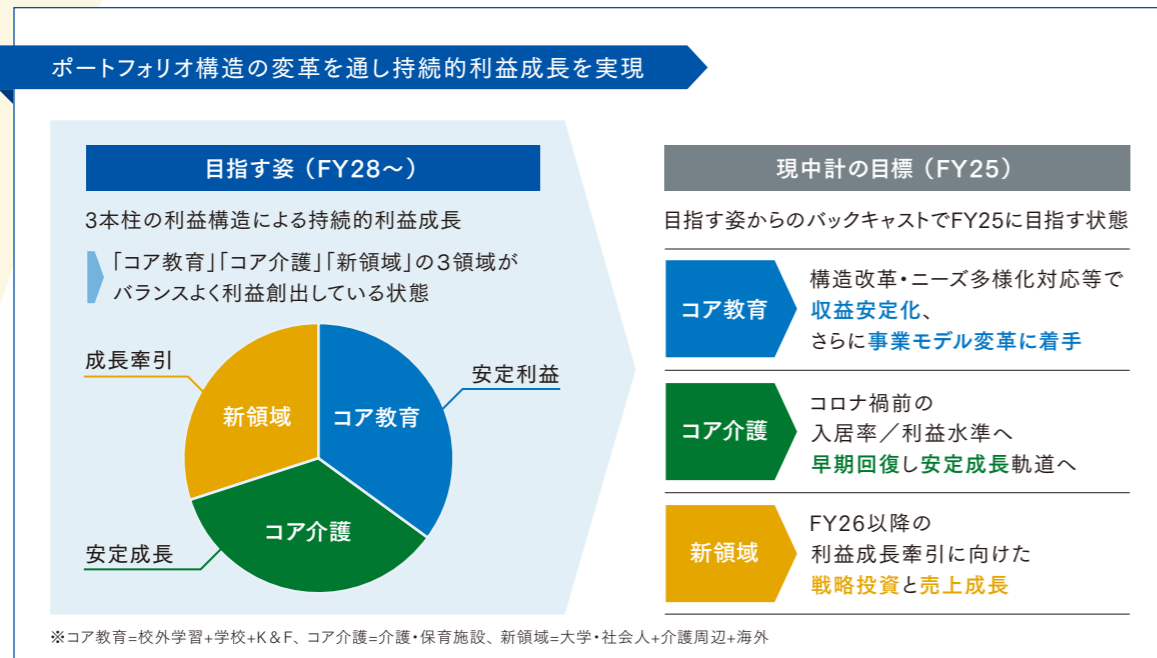 ポートフォリオ構造の変革を通し持続的利益成長を実現
目指す姿（FY28～）
3本柱の利益構造による持続的利益成長
「コア教育」「コア介護」「新領域」の3領域が
バランスよく利益創出している状態
成長牽引
安定利益
新領域
コア教育
コア介護
安定成長
現中計の目標（FY25）
目指す姿からのバックキャストでFY25に目指す状態
コア教育
構造改革・ニーズ多様化対応等で
収益安定化、
さらに事業モデル変革に着手
コア介護
コロナ禍前の
入居率／利益水準へ
早期回復し安定成長軌道へ
新領域
FY26以降の
利益成長牽引に向けた
戦略投資と売上成長
※コア教育=校外学習+学校+K＆F、コア介護=介護・保育施設、新領域=大学・社会人+介護周辺+海外